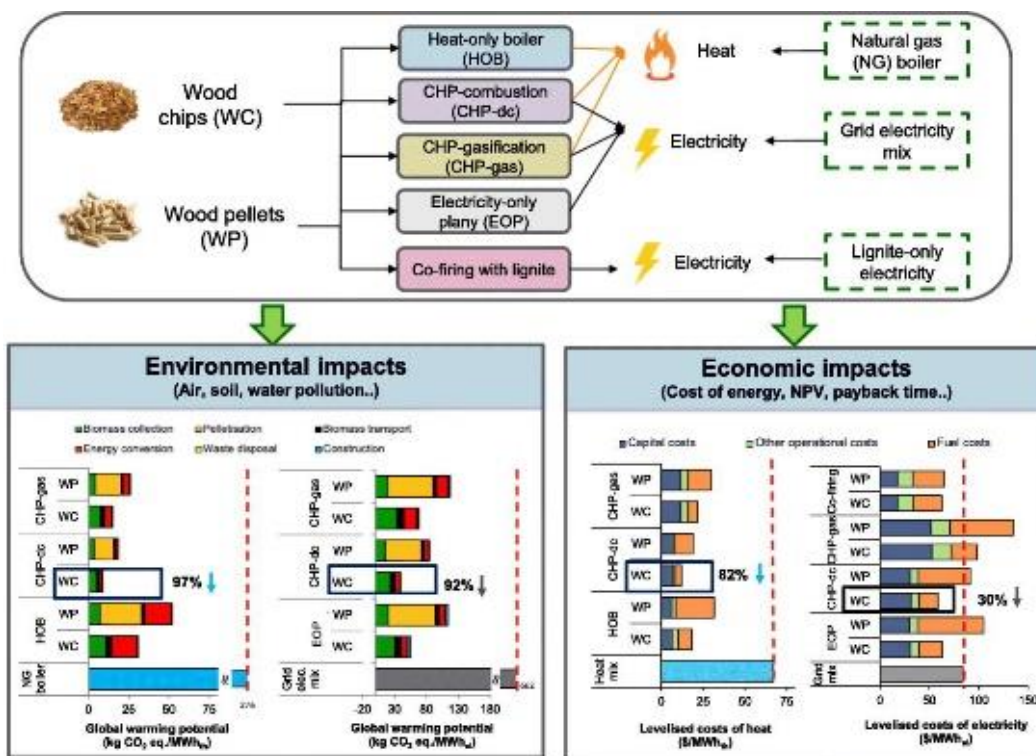 Wood
chips (WC)
Wood pellets
(WP)
Heat-only boiler
(HOB)
CHP-combustion
(CHP-dc)
CHP-gasification
(CHP-gas)
Electricity-only
plany (EOP)
Co-firing with lignite
Heat
Electricity
Electricity
Natural gas
(NG) boiler
Grid electricity
mix
Lignite-only
electricity
Environmental impacts
(Air, soil, water pollution..)
Biomass collection Pelletisation Biomass transport
Energy conversion Waste disposal Construction
CHP-gas
WP
WC
CHP-dc
WP
WC
97%
HOB
WP
WC
NG
boiler
276
0 25 50 75
Global warming potential
(kg CO2 eq./MWhth)
CHP-gas
WP
WC
CHP-dc
WP
WC
92%
EOP
WP
WC
Grid
elec.
mix
-20 30 80 130 180
Global warming potential
(kg CO2 eq./MWhel)
Economic impacts
(Cost of energy, NPV, payback time..)
Capital costs Other operational costs Fuel costs
CHP-gas
WP
WC
CHP-dc
WP
WC
82%
HOB
WP
WC
Heat
mix
0 25 50 75
Levelised costs of heat
($/MWhth)
Co-firing
WP
WC
CHP-gas
WP
WC
CHP-dc
WP
WC
30%
EOP
WP
WC
Grid
mix
0 50 100 150
Levelised costs of electricity
($/MWhel)